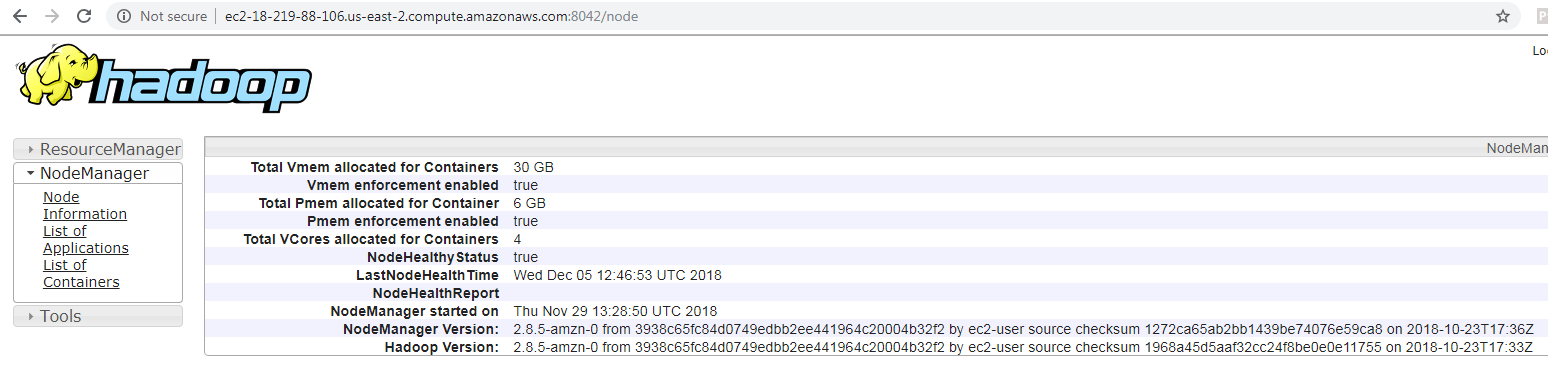 Not secure ec2-18-219-88-106.us-east-2.compute.amazonaws.com:8042/node
hadoop
ResourceManager
NodeManager
Node
Information
List of
Applications
List of
Containers
Tools
Total Vmem allocated for Containers 30 GB
Vmem enforcement enabled true
Total Pmem allocated for Container 6 GB
Pmem enforcement enabled true
Total VCores allocated for Containers 4
NodeHealthyStatus true
LastNodeHealthTime Wed Dec 05 12:46:53 UTC 2018
NodeHealthReport
NodeManager started on Thu Nov 29 13:28:50 UTC 2018
NodeManager Version: 2.8.5-amzn-0 from 3938c65fc84d0749edbb2ee441964c20004b32f2 by ec2-user source checksum 1272ca65ab2bb1439be74076e59ca8 on 2018-10-23T17:36Z
Hadoop Version: 2.8.5-amzn-0 from 3938c65fc84d0749edbb2ee441964c20004b32f2 by ec2-user source checksum 1968a45d5aaf32cc24f8be0e0e11755 on 2018-10-23T17:33Z